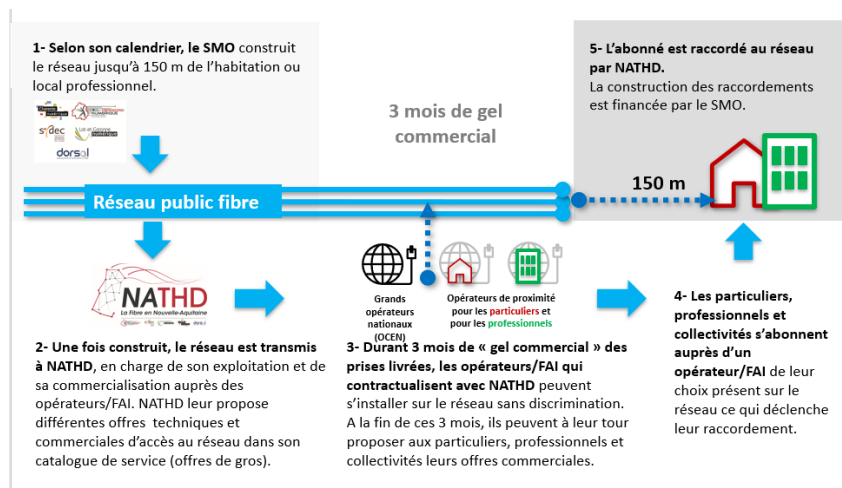 1- Selon son calendrier, le SMO construit
le réseau jusqu'à 150 m de l'habitation ou
local professionnel.
sYdec
numérique
dorsal
Réseau public fibre
3 mois de gel
commercial
5- L'abonné est raccordé au réseau
par NATHD.
La construction des raccordements
est financée par le SMO.
150 m
NATHD
La Fibre en Nouvelle-Aquitaine
Grands
opérateurs
nationaux
(OCEN)
Opérateurs de proximité
pour les particuliers et
pour les professionnels
2- Une fois construit, le réseau est transmis
à NATHD, en charge de son exploitation et de
sa commercialisation auprès des
opérateurs/FAI. NATHD leur propose
différentes offres techniques et
commerciales d'accès au réseau dans son
catalogue de service (offres de gros).
3- Durant 3 mois de « gel commercial » des
prises livrées, les opérateurs/FAI qui
contractualisent avec NATHD peuvent
s'installer sur le réseau sans discrimination.
A la fin de ces 3 mois, ils peuvent à leur tour
proposer aux particuliers, professionnels et
collectivités leurs offres commerciales.
4- Les particuliers,
professionnels et
collectivités s'abonnent
auprès d'un
opérateur/FAI de leur
choix présent sur le
réseau ce qui déclenche
leur raccordement.